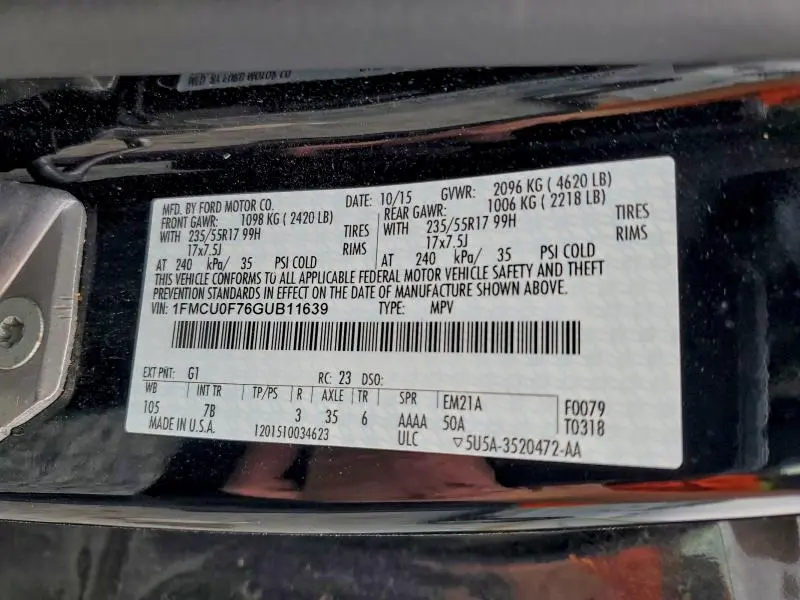 MFD. BY FORD MOTOR CO. DATE: 10/15 GVWR: 2096 KG ( 4620 LB)
FRONT GAWR: 1098 KG ( 2420 LB) REAR GAWR: 1006 KG ( 2218 LB)
WITH 235/55R17 99H TIRES WITH 235/55R17 99H TIRES
17x7.5J RIMS 17x7.5J RIMS
AT 240 kPa/ 35 PSI COLD AT 240 kPa/ 35 PSI COLD
THIS VEHICLE CONFORMS TO ALL APPLICABLE FEDERAL MOTOR VEHICLE SAFETY AND THEFT
PREVENTION STANDARDS IN EFFECT ON THE DATE OF MANUFACTURE SHOWN ABOVE.
VIN: 1FMCU0F76GUB11639 TYPE: MPV
EXT PNT: G1 RC: 23 DSO:
WB INT TR TP/PS R AXLE TR SPR EM21A F0079
105 7B 3 35 6 AAAA 50A T0318
MADE IN U.S.A. 1201510034623 ULC ▽5U5A-3520472-AA